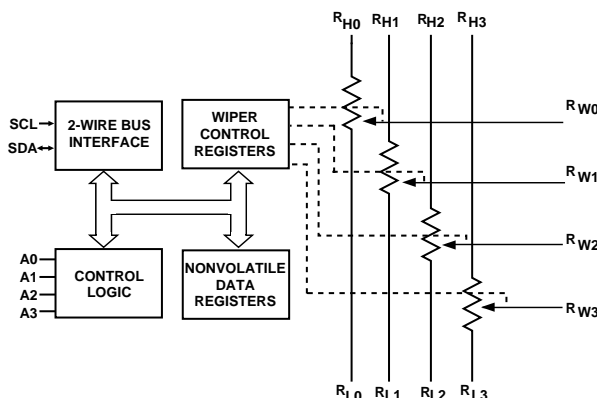 RH0 RH1 RH2 RH3
SCL
SDA
2-WIRE BUS
INTERFACE
WIPER
CONTROL
REGISTERS
RW0
RW1
RW2
RW3
A0
A1
A2
A3
CONTROL
LOGIC
NONVOLATILE
DATA
REGISTERS
RL0 RL1 RL2 RL3